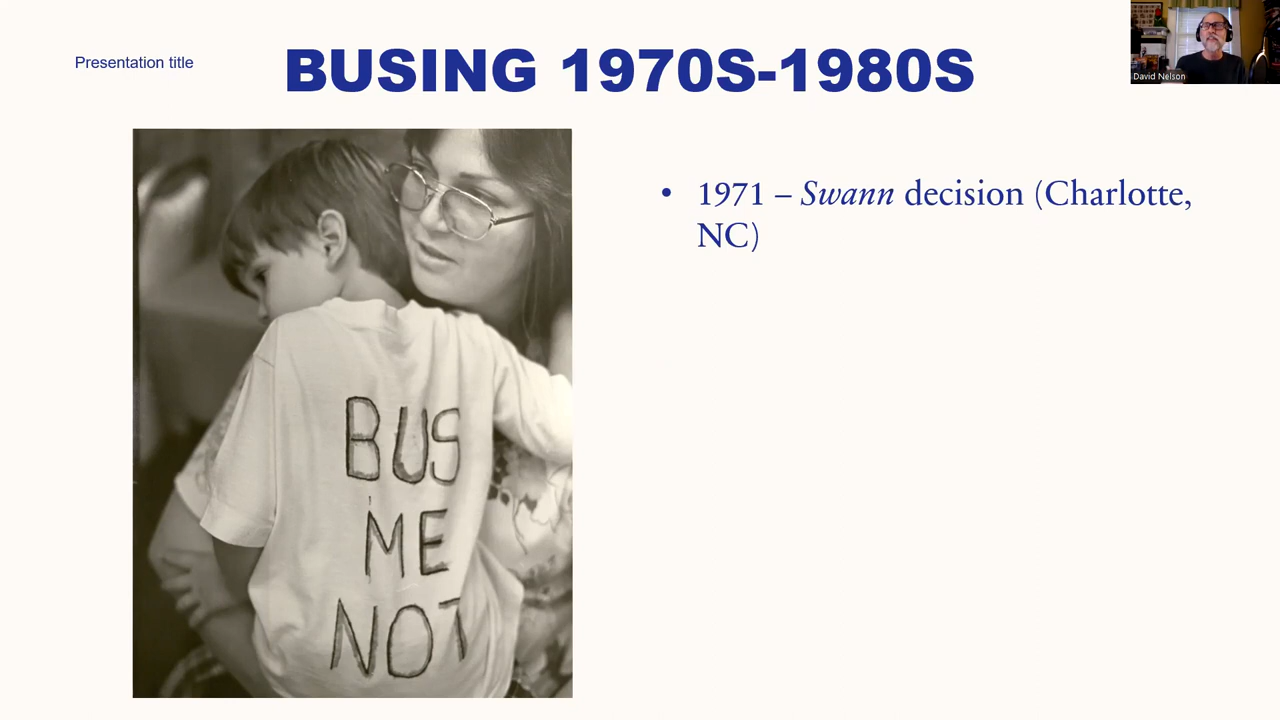 Presentation title
BUSING 1970S-1980S
David Nelson
• 1971 – Swann decision (Charlotte,
NC)
BUS
ME
NOT